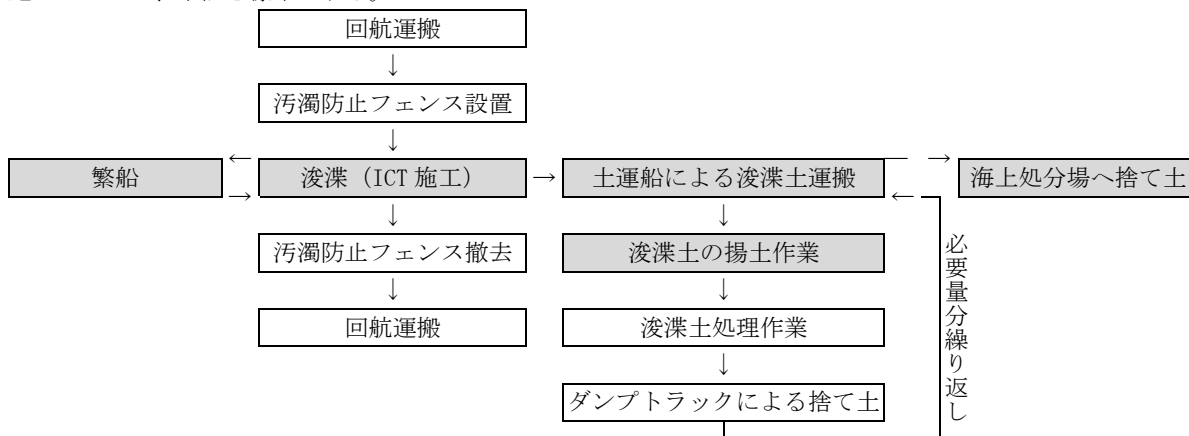 回航運搬
↓
汚濁防止フェンス設置
↓
繁船 ← → 浚渫（ICT 施工） → 土運船による浚渫土運搬 → ← 海上処分場へ捨て土
↓ ↓
汚濁防止フェンス撤去 浚渫土の揚土作業
↓ ↓
回航運搬 浚渫土処理作業
↓
ダンプトラックによる捨て土
必要量分繰り返し